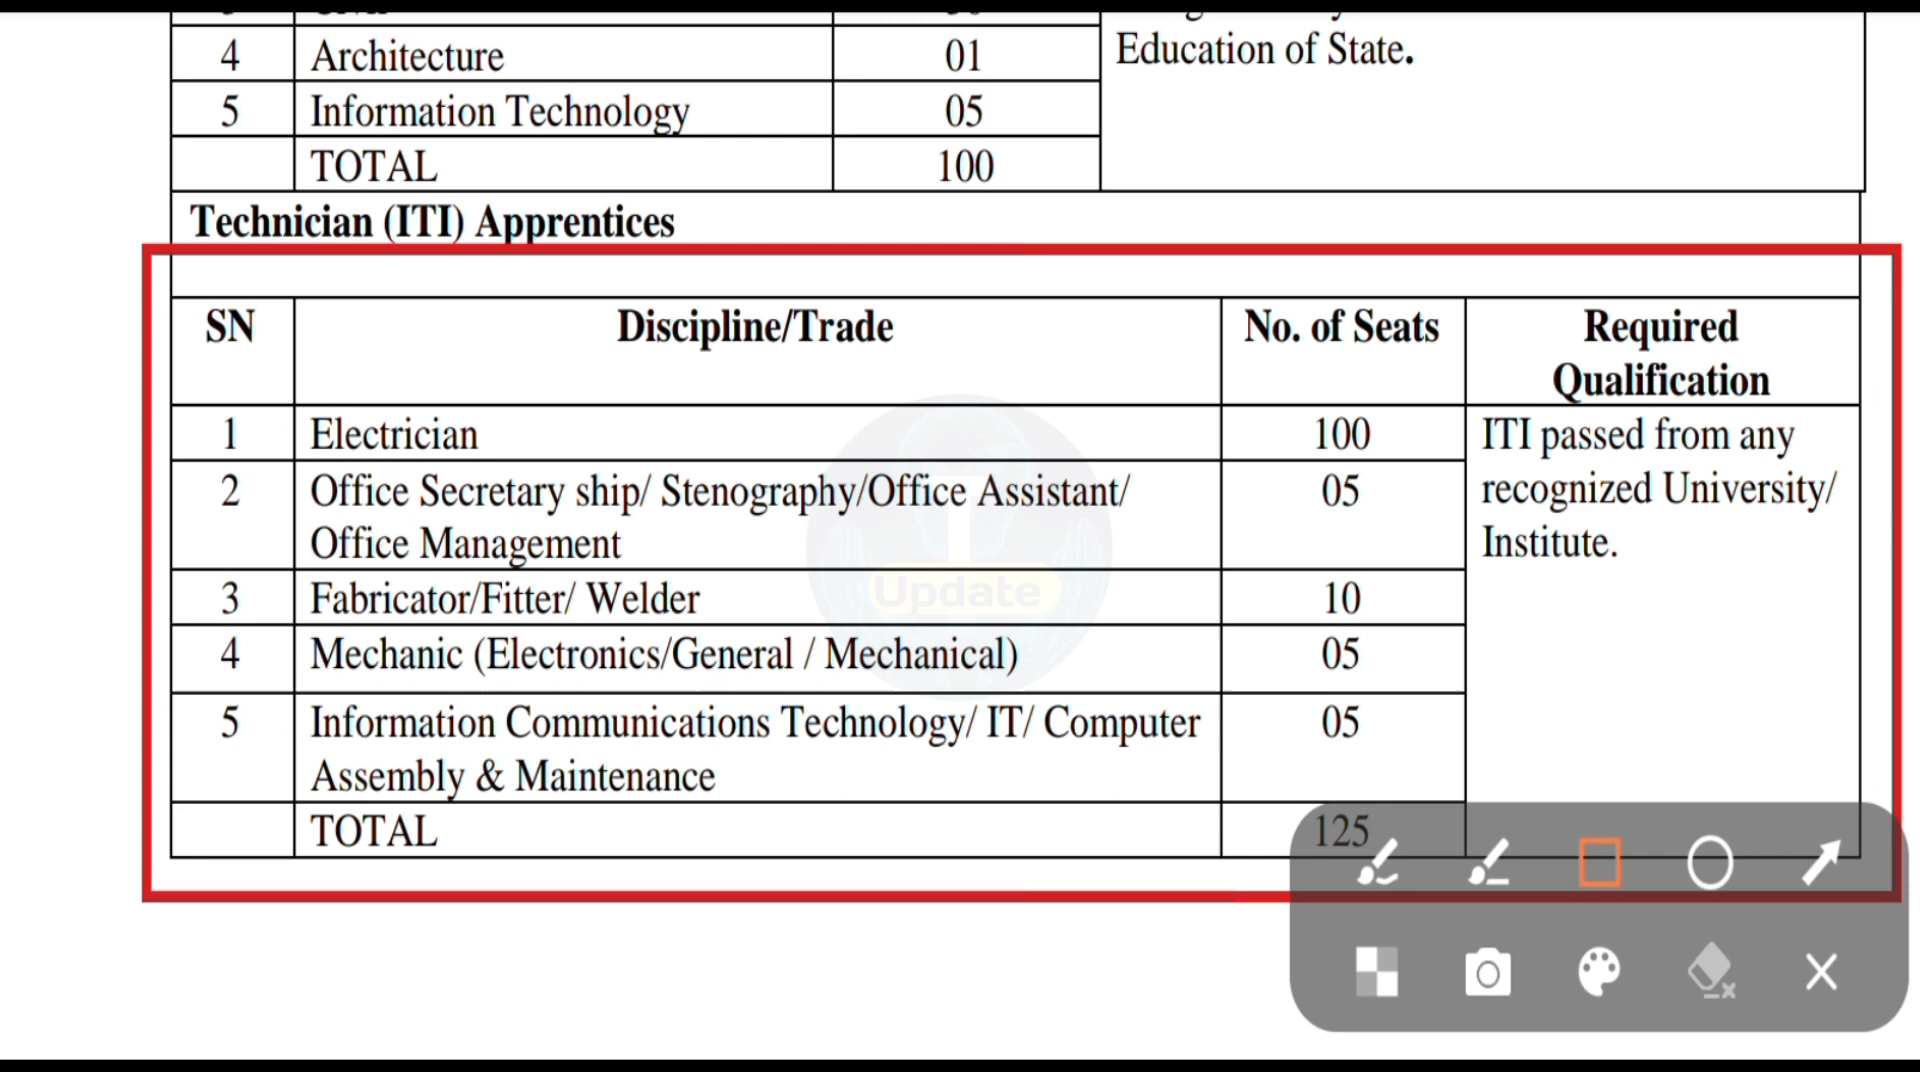 4 Architecture 01 Education of State.
5 Information Technology 05
TOTAL 100
Technician (ITI) Apprentices
SN Discipline/Trade No. of Seats Required
Qualification
1 Electrician 100 ITI passed from any
2 Office Secretary ship/ Stenography/Office Assistant/ 05 recognized University/
Office Management Institute.
3 Fabricator/Fitter/ Welder 10
4 Mechanic (Electronics/General / Mechanical) 05
5 Information Communications Technology/ IT/ Computer 05
Assembly & Maintenance
TOTAL 125
Update